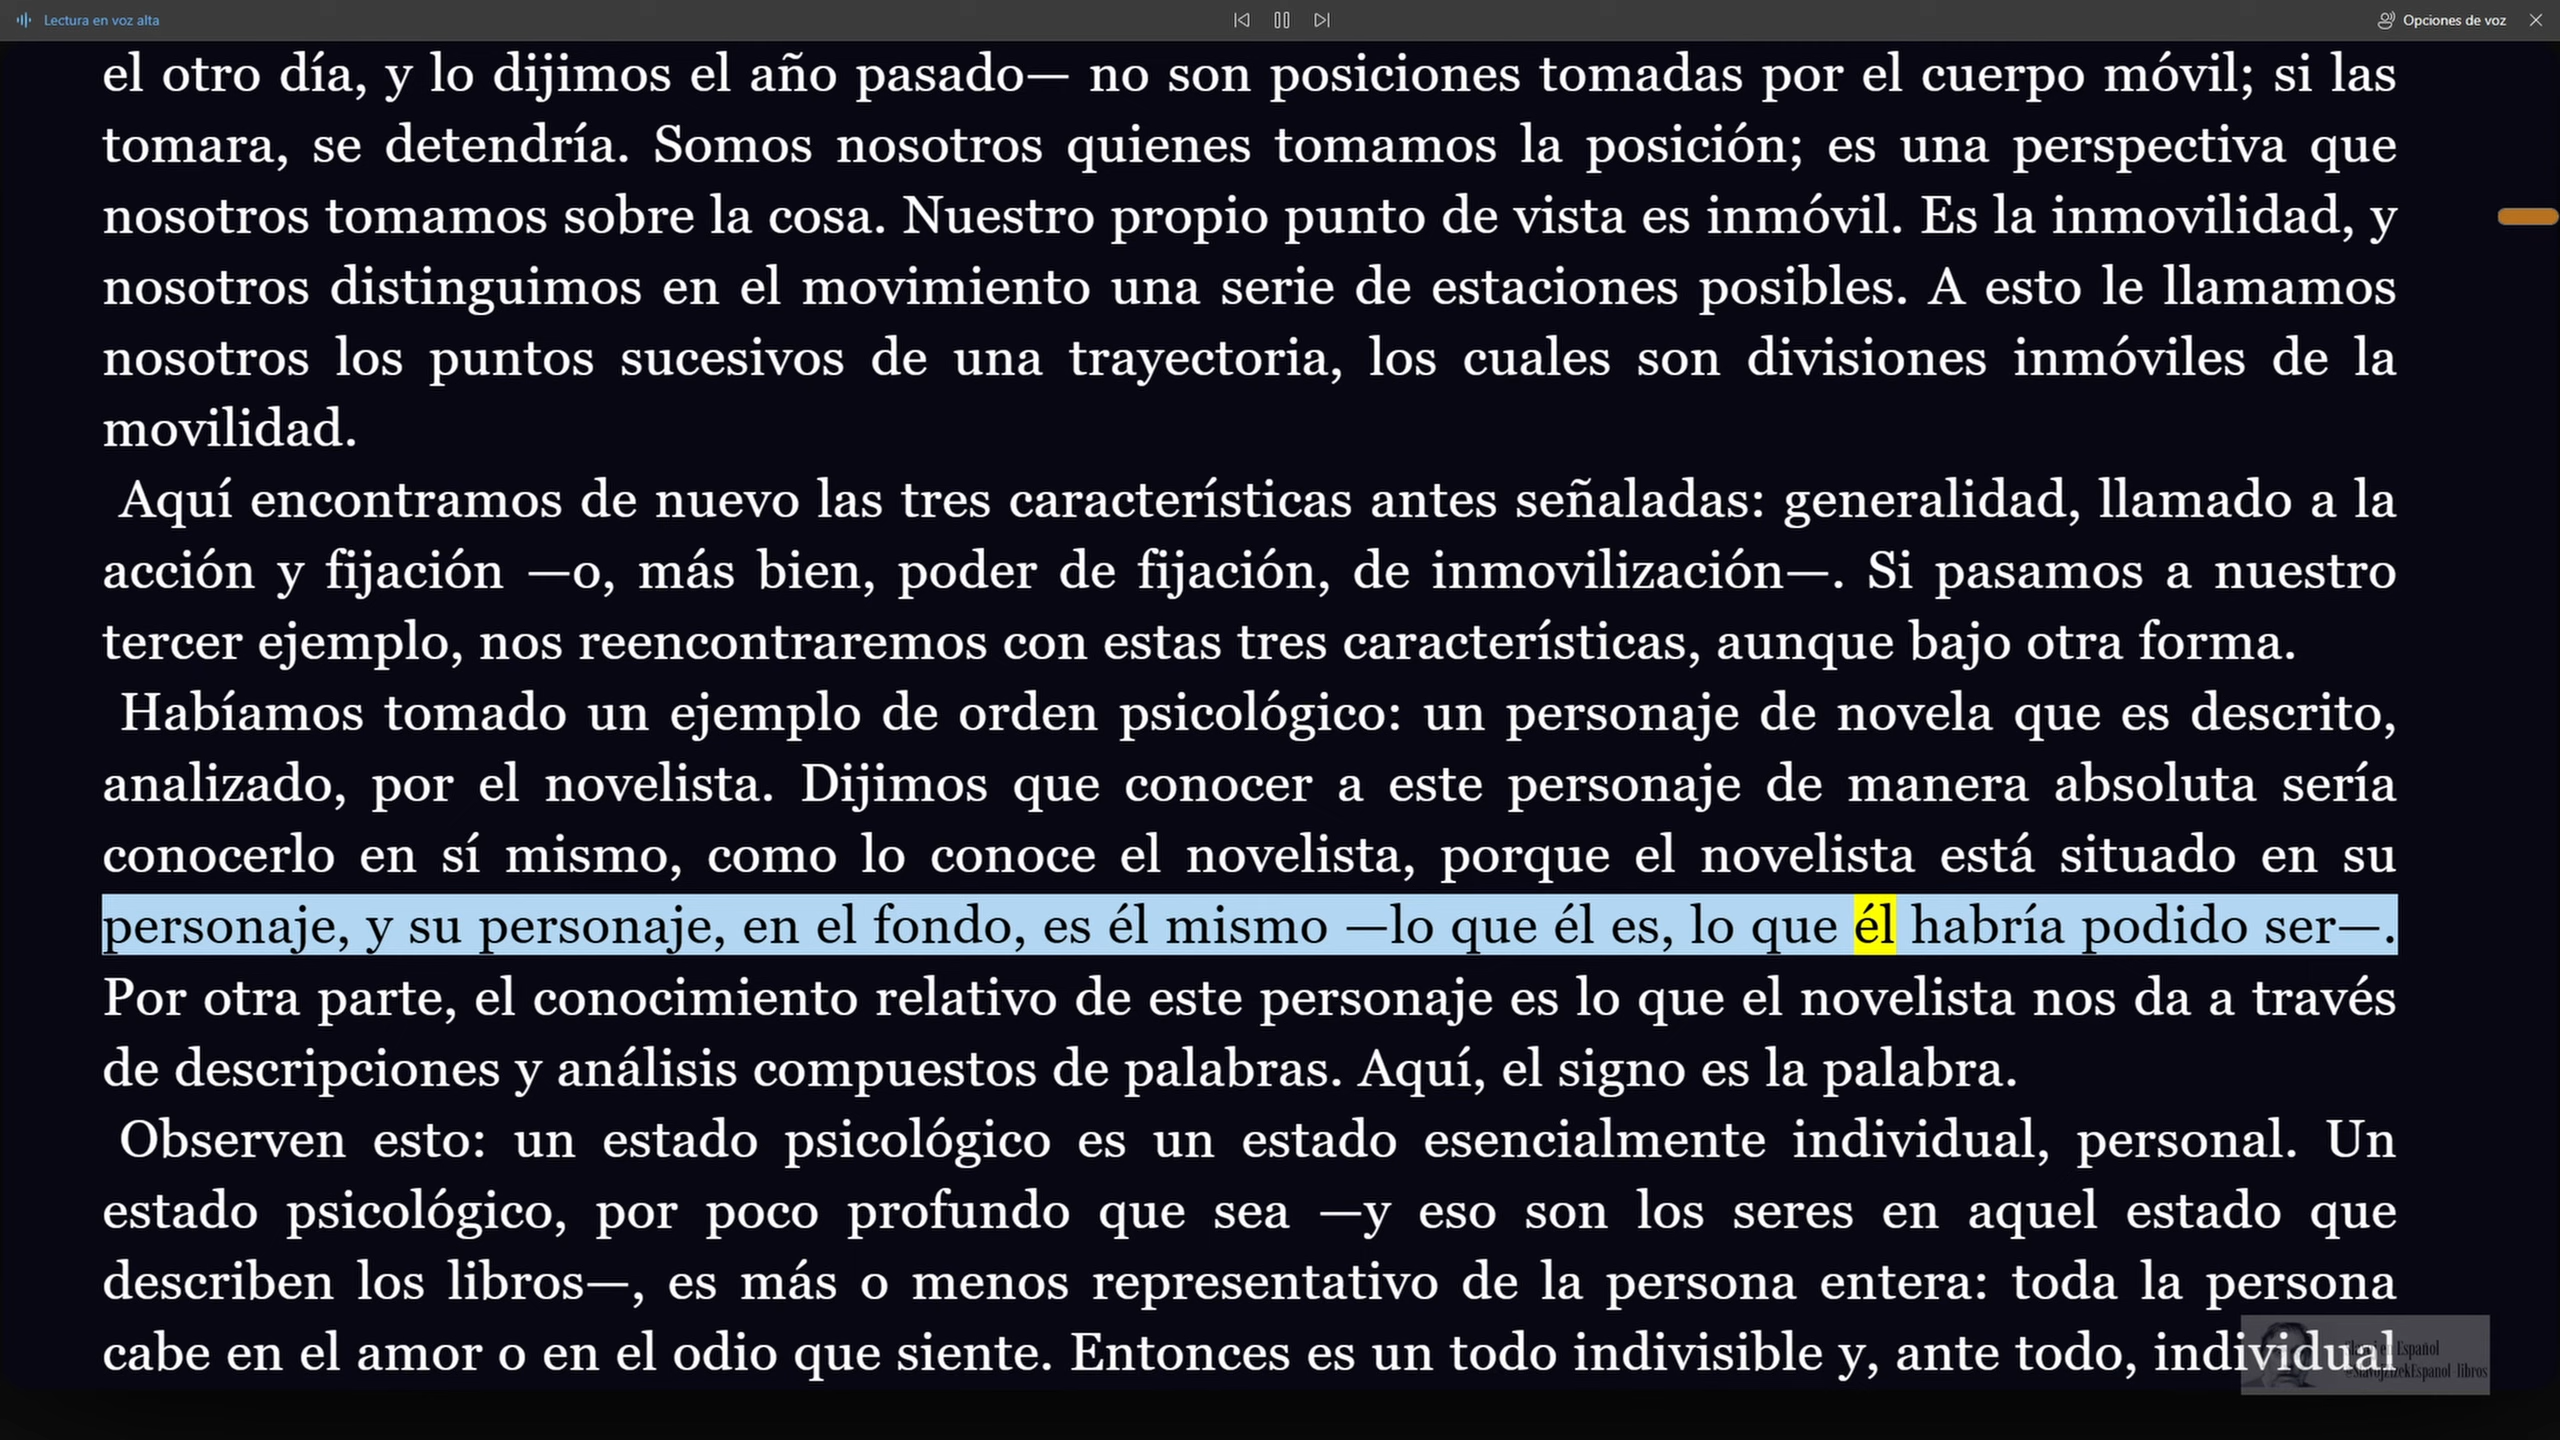 Lectura en voz alta
Opciones de voz
el otro día, y lo dijimos el año pasado— no son posiciones tomadas por el cuerpo móvil; si las
tomara, se detendría. Somos nosotros quienes tomamos la posición; es una perspectiva que
nosotros tomamos sobre la cosa. Nuestro propio punto de vista es inmóvil. Es la inmovilidad, y
nosotros distinguimos en el movimiento una serie de estaciones posibles. A esto le llamamos
nosotros los puntos sucesivos de una trayectoria, los cuales son divisiones inmóviles de la
movilidad.
Aquí encontramos de nuevo las tres características antes señaladas: generalidad, llamado a la
acción y fijación —o, más bien, poder de fijación, de inmovilización—. Si pasamos a nuestro
tercer ejemplo, nos reencontraremos con estas tres características, aunque bajo otra forma.
Habíamos tomado un ejemplo de orden psicológico: un personaje de novela que es descrito,
analizado, por el novelista. Dijimos que conocer a este personaje de manera absoluta sería
conocerlo en sí mismo, como lo conoce el novelista, porque el novelista está situado en su
personaje, y su personaje, en el fondo, es él mismo —lo que él es, lo que él habría podido ser—.
Por otra parte, el conocimiento relativo de este personaje es lo que el novelista nos da a través
de descripciones y análisis compuestos de palabras. Aquí, el signo es la palabra.
Observen esto: un estado psicológico es un estado esencialmente individual, personal. Un
estado psicológico, por poco profundo que sea —y eso son los seres en aquel estado que
describen los libros—, es más o menos representativo de la persona entera: toda la persona
cabe en el amor o en el odio que siente. Entonces es un todo indivisible y, ante todo, individual
en Español
@SlavojZizekEspanol-libros